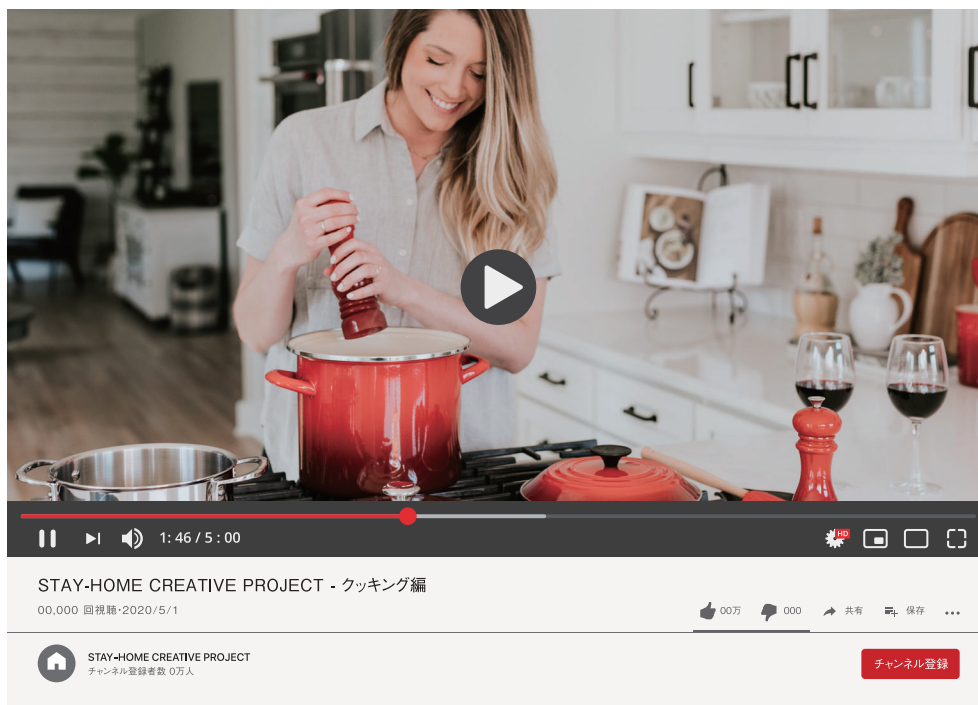 1: 46 / 5 : 00
HD
STAY-HOME CREATIVE PROJECT - クッキング編
00,000 回視聴・2020/5/1
00万
000
共有
保存
STAY-HOME CREATIVE PROJECT
チャンネル登録者数 0万人
チャンネル登録